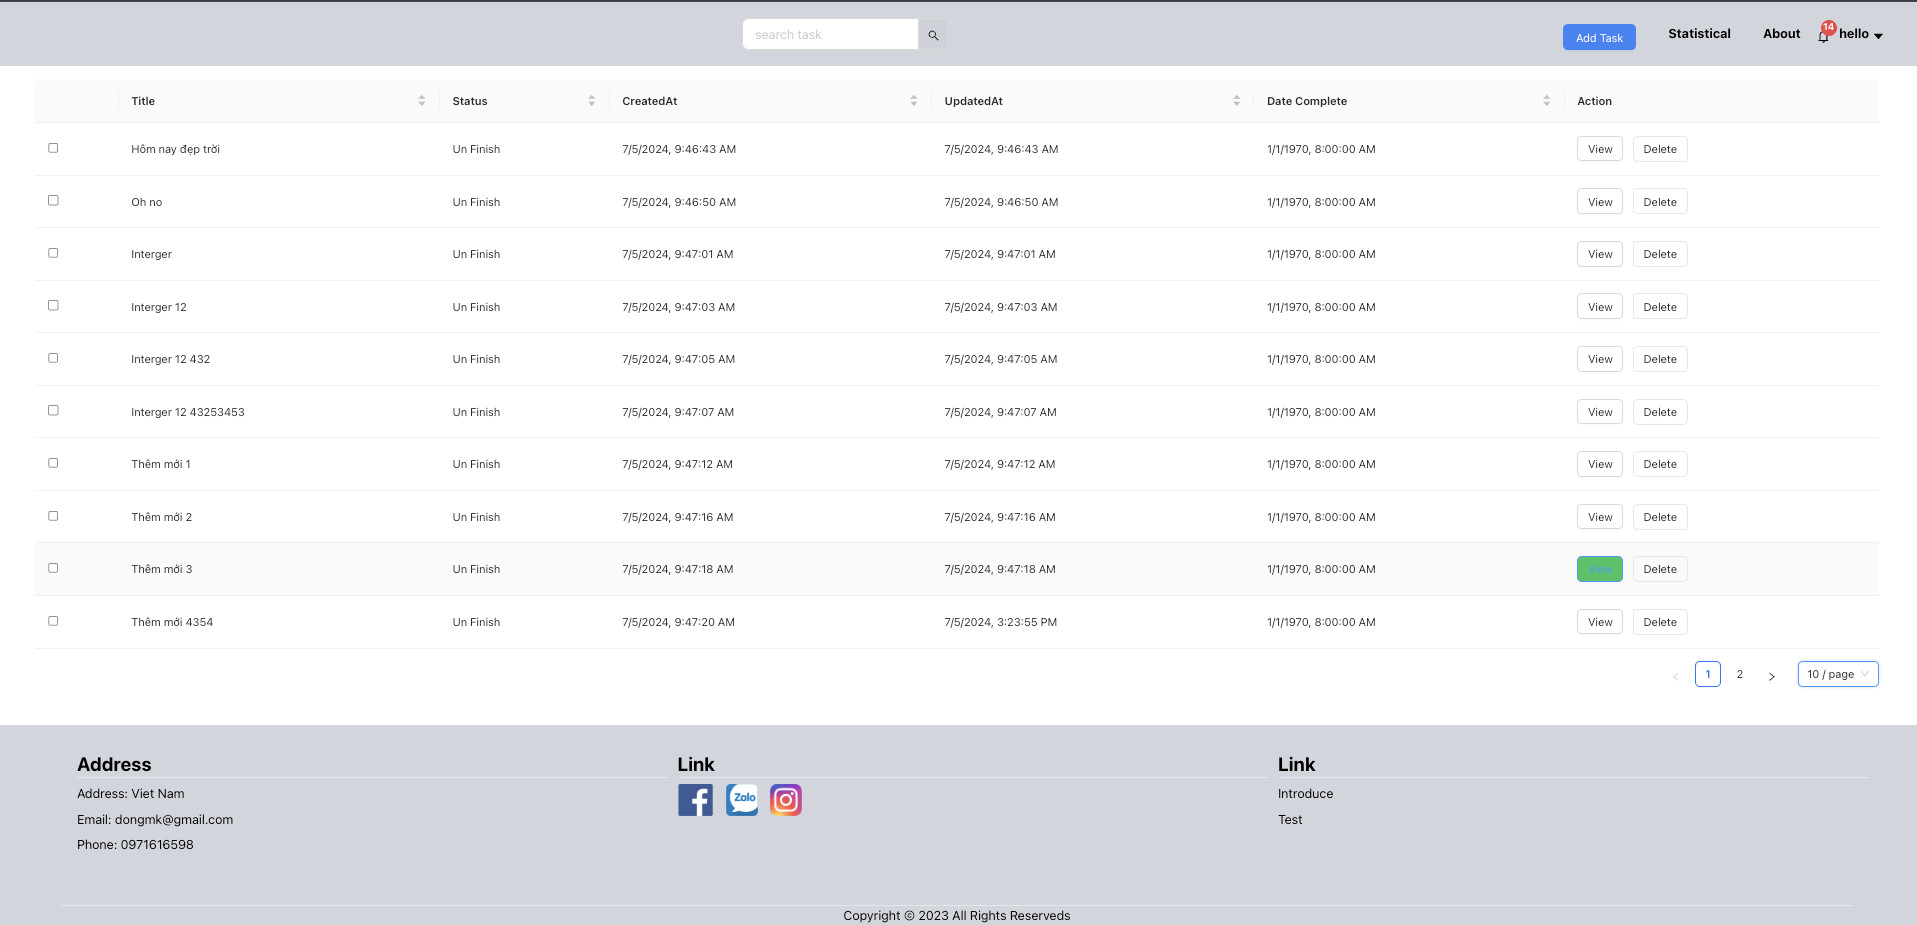 search task
Add Task
Statistical
About
14
hello
Title Status CreatedAt UpdatedAt Date Complete Action
Hôm nay đẹp trời Un Finish 7/5/2024, 9:46:43 AM 7/5/2024, 9:46:43 AM 1/1/1970, 8:00:00 AM View Delete
Oh no Un Finish 7/5/2024, 9:46:50 AM 7/5/2024, 9:46:50 AM 1/1/1970, 8:00:00 AM View Delete
Interger Un Finish 7/5/2024, 9:47:01 AM 7/5/2024, 9:47:01 AM 1/1/1970, 8:00:00 AM View Delete
Interger 12 Un Finish 7/5/2024, 9:47:03 AM 7/5/2024, 9:47:03 AM 1/1/1970, 8:00:00 AM View Delete
Interger 12 432 Un Finish 7/5/2024, 9:47:05 AM 7/5/2024, 9:47:05 AM 1/1/1970, 8:00:00 AM View Delete
Interger 12 43253453 Un Finish 7/5/2024, 9:47:07 AM 7/5/2024, 9:47:07 AM 1/1/1970, 8:00:00 AM View Delete
Thêm mới 1 Un Finish 7/5/2024, 9:47:12 AM 7/5/2024, 9:47:12 AM 1/1/1970, 8:00:00 AM View Delete
Thêm mới 2 Un Finish 7/5/2024, 9:47:16 AM 7/5/2024, 9:47:16 AM 1/1/1970, 8:00:00 AM View Delete
Thêm mới 3 Un Finish 7/5/2024, 9:47:18 AM 7/5/2024, 9:47:18 AM 1/1/1970, 8:00:00 AM View Delete
Thêm mới 4354 Un Finish 7/5/2024, 9:47:20 AM 7/5/2024, 3:23:55 PM 1/1/1970, 8:00:00 AM View Delete
< 1 2 > 10 / page
Address
Address: Viet Nam
Email: dongmk@gmail.com
Phone: 0971616598
Link
Zalo
Link
Introduce
Test
Copyright © 2023 All Rights Reserveds